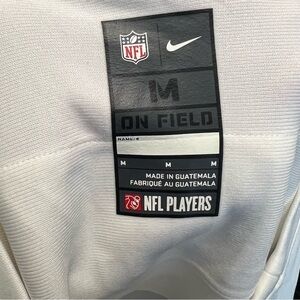 NFL
M
ON FIELD
NAME/#
M M M
MADE IN GUATEMALA
FABRIQUÉ AU GUATEMALA
NFL PLAYERS